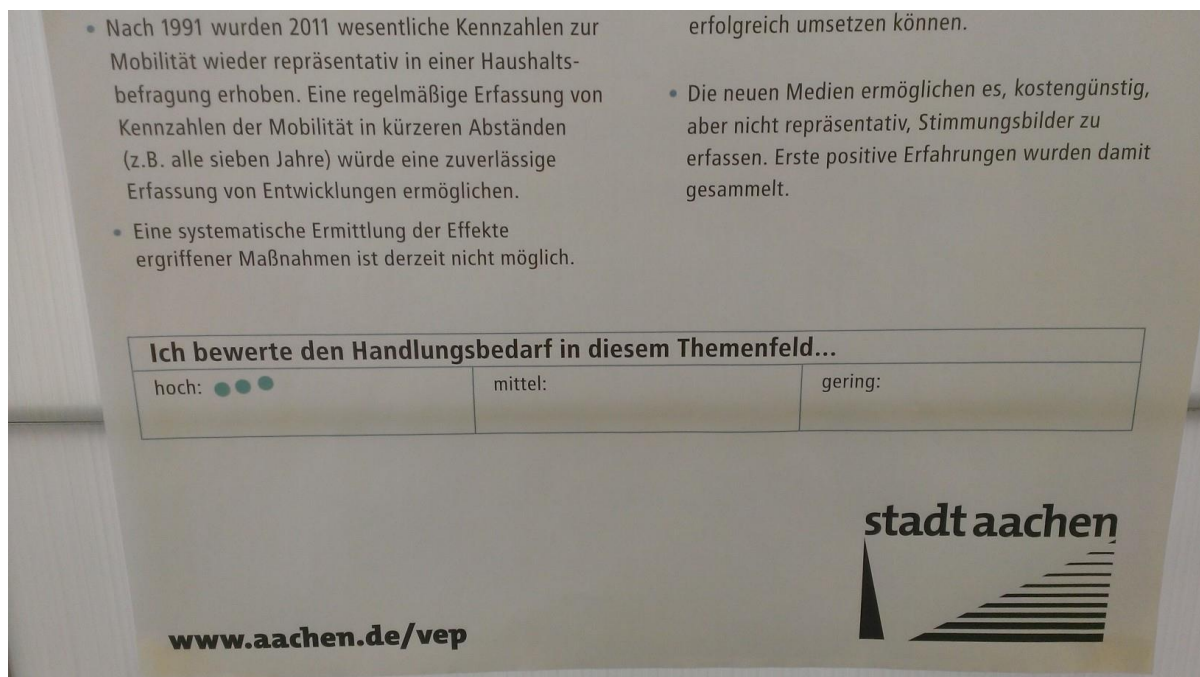 • Nach 1991 wurden 2011 wesentliche Kennzahlen zur
Mobilität wieder repräsentativ in einer Haushalts-
befragung erhoben. Eine regelmäßige Erfassung von
Kennzahlen der Mobilität in kürzeren Abständen
(z.B. alle sieben Jahre) würde eine zuverlässige
Erfassung von Entwicklungen ermöglichen.
• Eine systematische Ermittlung der Effekte
ergriffener Maßnahmen ist derzeit nicht möglich.
erfolgreich umsetzen können.
• Die neuen Medien ermöglichen es, kostengünstig,
aber nicht repräsentativ, Stimmungsbilder zu
erfassen. Erste positive Erfahrungen wurden damit
gesammelt.
Ich bewerte den Handlungsbedarf in diesem Themenfeld...
hoch: mittel: gering:
stadt aachen
www.aachen.de/vep